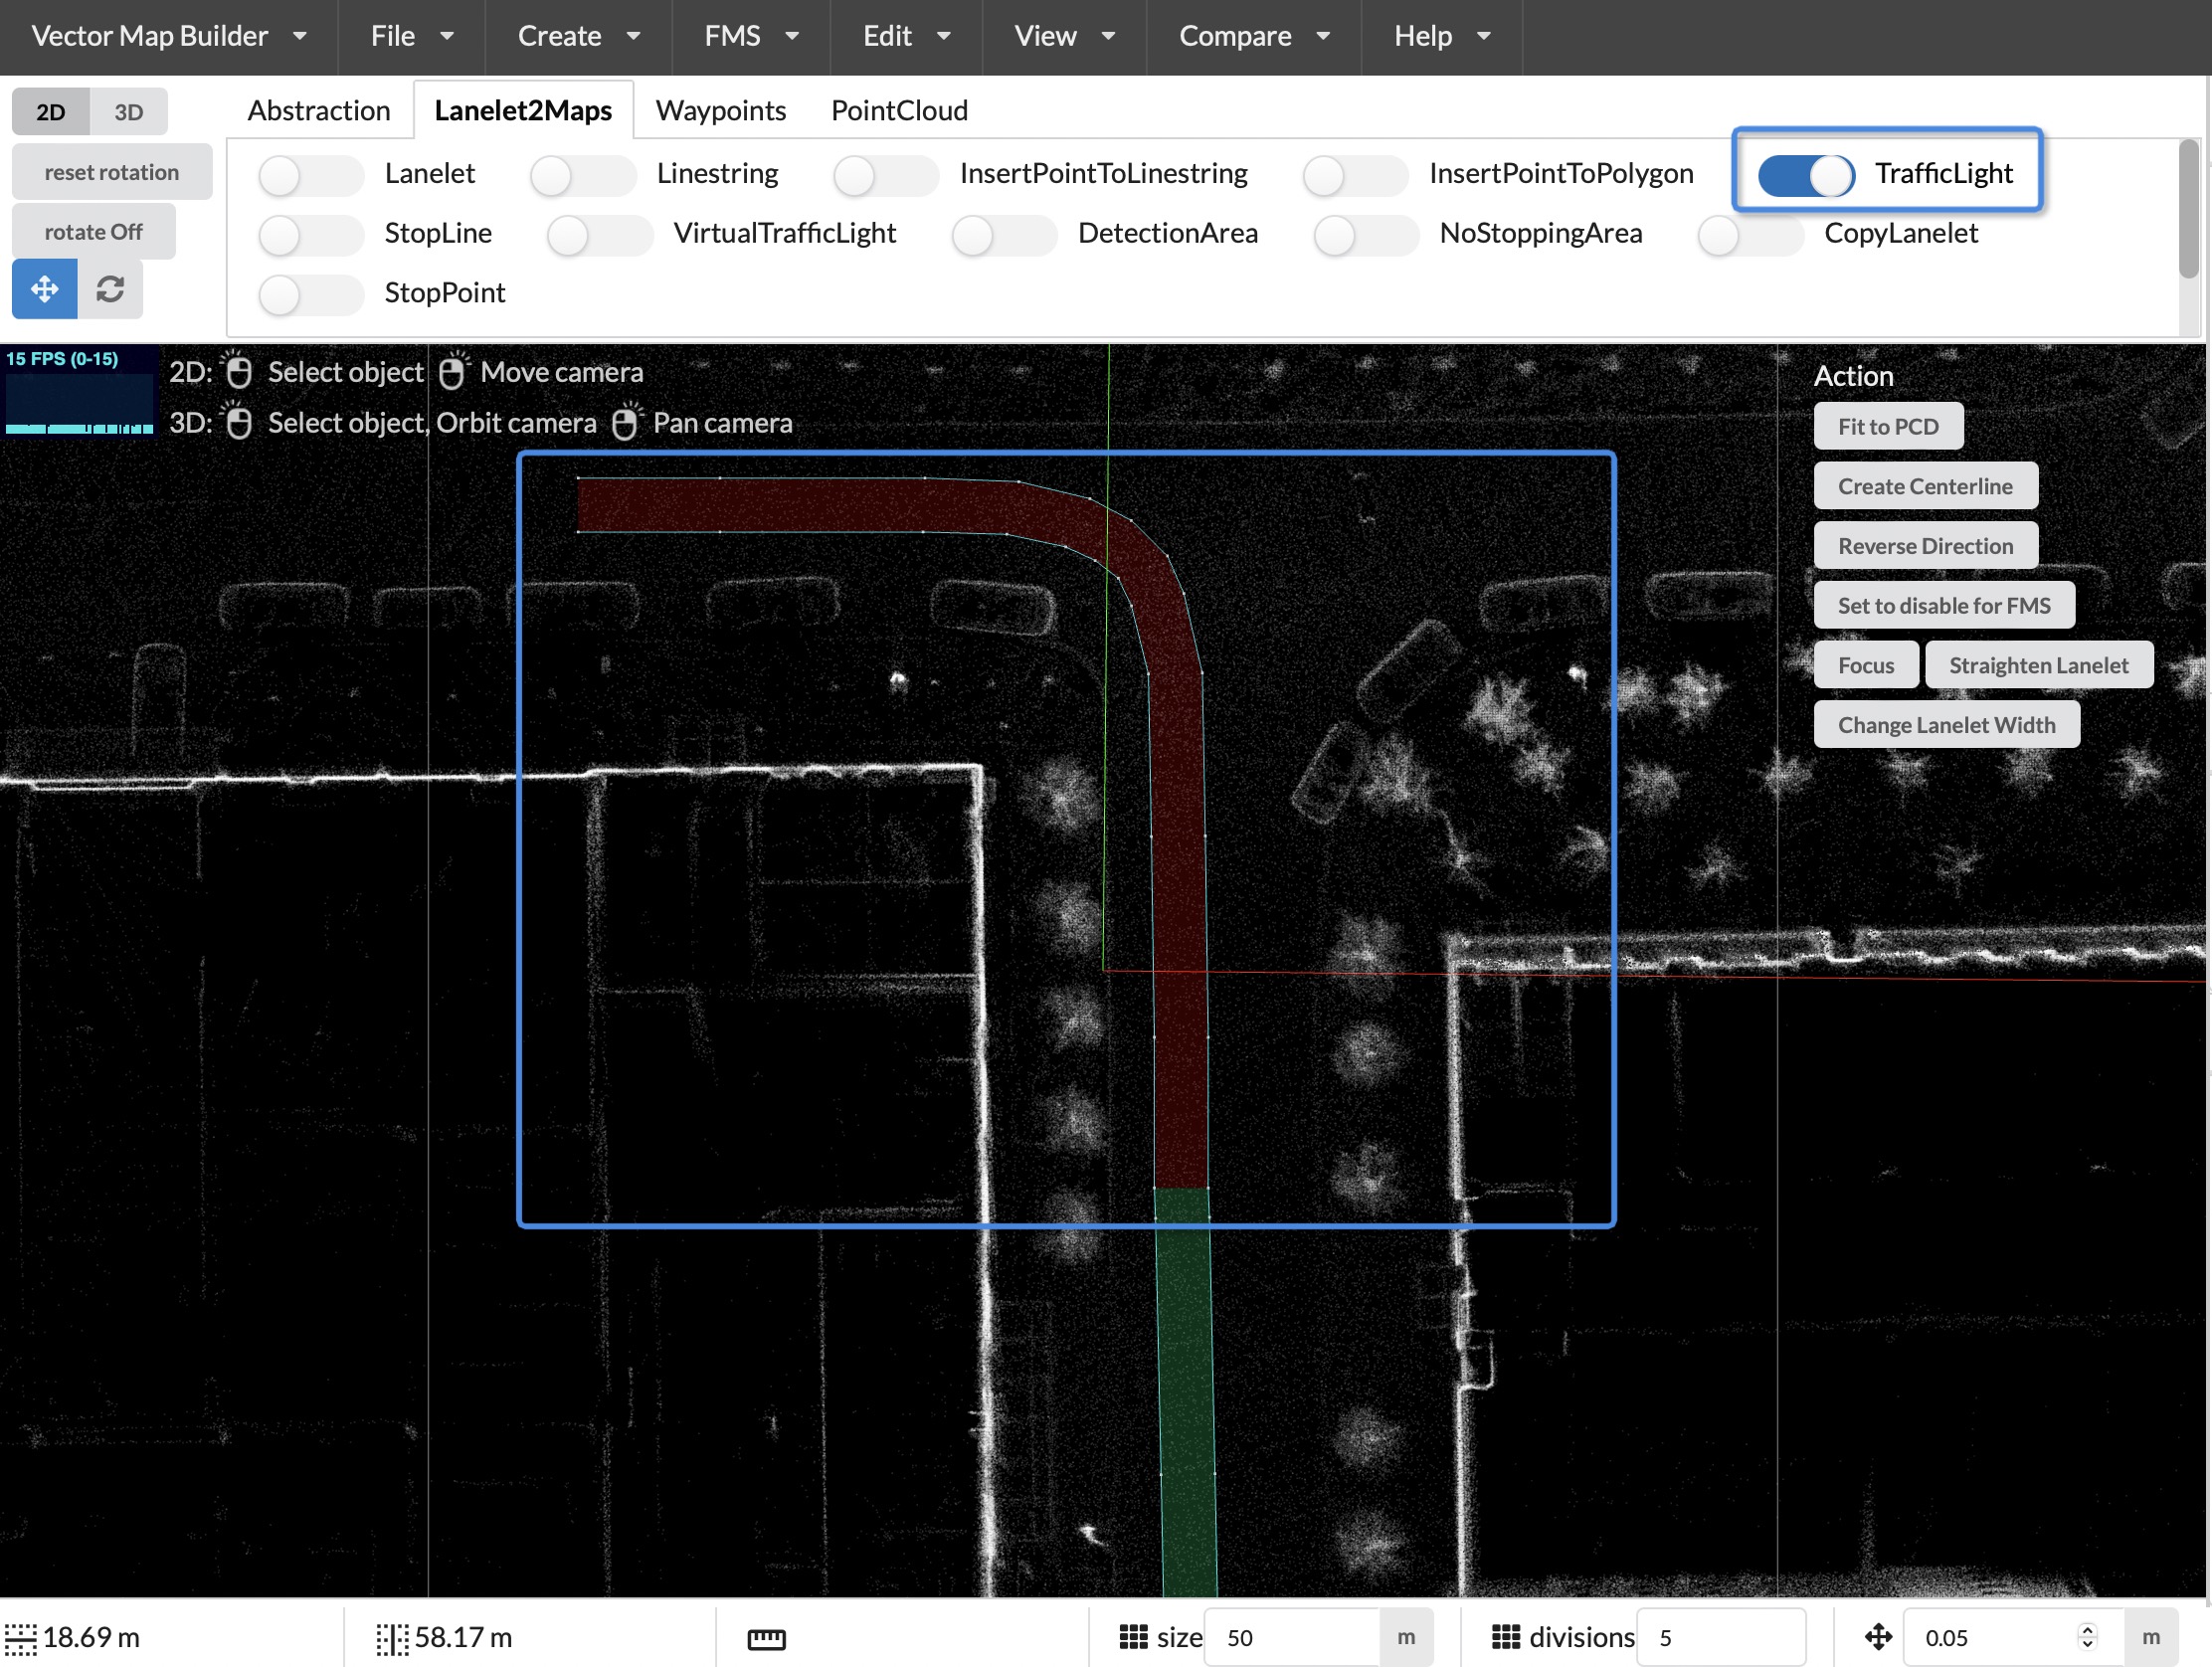 Vector Map Builder File Create FMS Edit View Compare Help
2D 3D Abstraction Lanelet2Maps Waypoints PointCloud
reset rotation Lanelet Linestring InsertPointToLinestring InsertPointToPolygon TrafficLight
rotate Off StopLine VirtualTrafficLight DetectionArea NoStoppingArea CopyLanelet
StopPoint
15 FPS (0-15)
2D: Select object Move camera
3D: Select object, Orbit camera Pan camera
Action
Fit to PCD
Create Centerline
Reverse Direction
Set to disable for FMS
Focus Straighten Lanelet
Change Lanelet Width
18.69 m 58.17 m size 50 m divisions 5 0.05 m